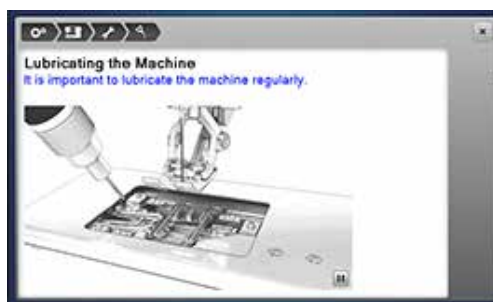 Lubricating the Machine
It is important to lubricate the machine regularly.